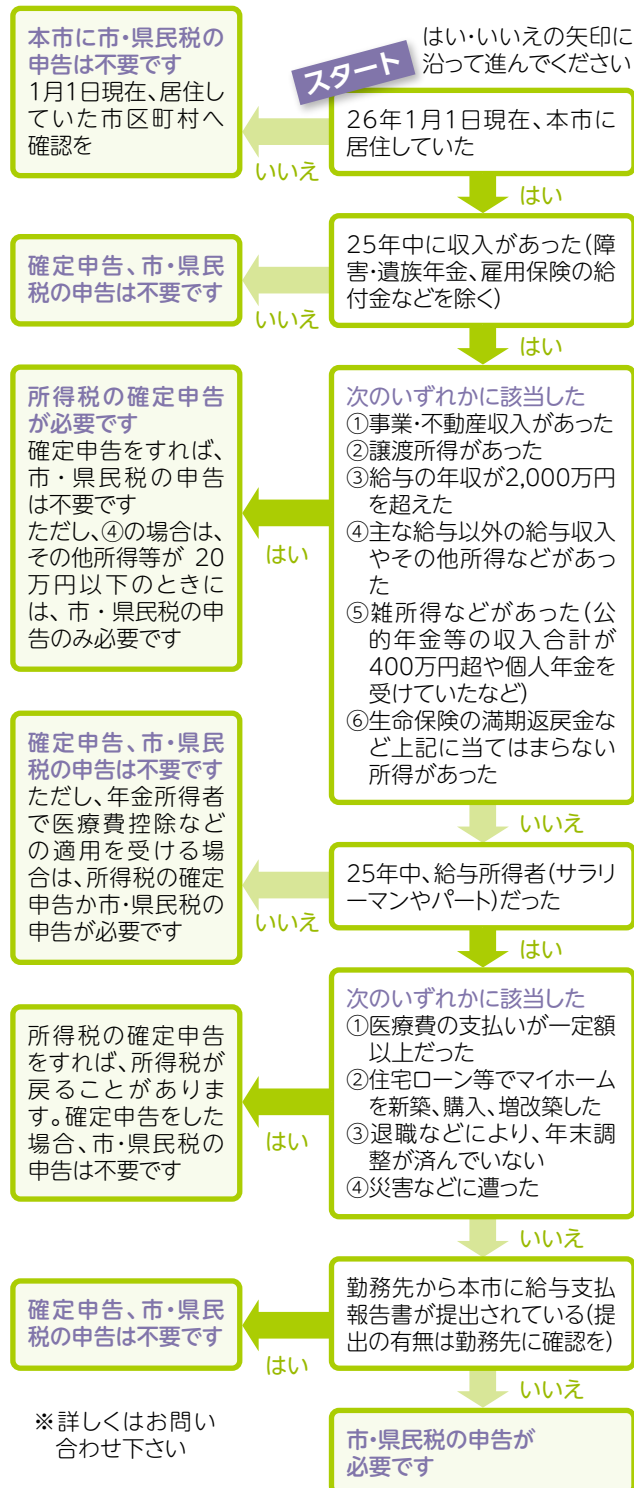 スタート
はい・いいえの矢印に
沿って進んでください
26年1月1日現在、本市に
居住していた
いいえ
本市に市・県民税の
申告は不要です
1月1日現在、居住し
ていた市区町村へ
確認を
はい
25年中に収入があった(障
害・遺族年金、雇用保険の給
付金などを除く)
いいえ
確定申告、市・県民
税の申告は不要です
はい
次のいずれかに該当した
①事業・不動産収入があった
②譲渡所得があった
③給与の年収が2,000万円
を超えた
④主な給与以外の給与収入
やその他所得などがあっ
た
⑤雑所得などがあった(公
的年金等の収入合計が
400万円超や個人年金を
受けていたなど)
⑥生命保険の満期返戻金な
ど上記に当てはまらない
所得があった
はい
所得税の確定申告
が必要です
確定申告をすれば、
市・県民税の申告
は不要です
ただし、④の場合は、
その他所得等が 20
万円以下のときに
は、市・県民税の申
告のみ必要です
いいえ
25年中、給与所得者(サラリ
ーマンやパート)だった
いいえ
確定申告、市・県民
税の申告は不要です
ただし、年金所得者
で医療費控除など
の適用を受ける場
合は、所得税の確定
申告か市・県民税の
申告が必要です
はい
次のいずれかに該当した
①医療費の支払いが一定額
以上だった
②住宅ローン等でマイホーム
を新築、購入、増改築した
③退職などにより、年末調
整が済んでいない
④災害などに遭った
はい
所得税の確定申告
をすれば、所得税が
戻ることがありま
す。確定申告をした
場合、市・県民税の
申告は不要です
いいえ
勤務先から本市に給与支払
報告書が提出されている(提
出の有無は勤務先に確認を)
はい
確定申告、市・県民
税の申告は不要です
いいえ
市・県民税の申告が
必要です
※詳しくはお問い
合わせ下さい